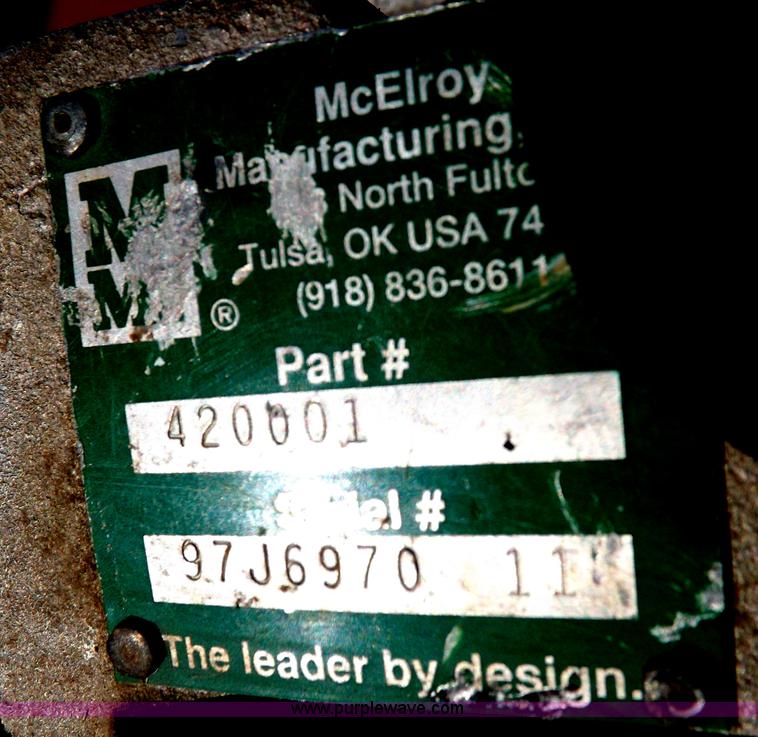 McElroy
Manufacturing,
North Fulto
Tulsa, OK USA 74
(918) 836-8611
M
M
®
Part #
420001
Serial #
97J6970 11
The leader by design.
www.purplewave.com